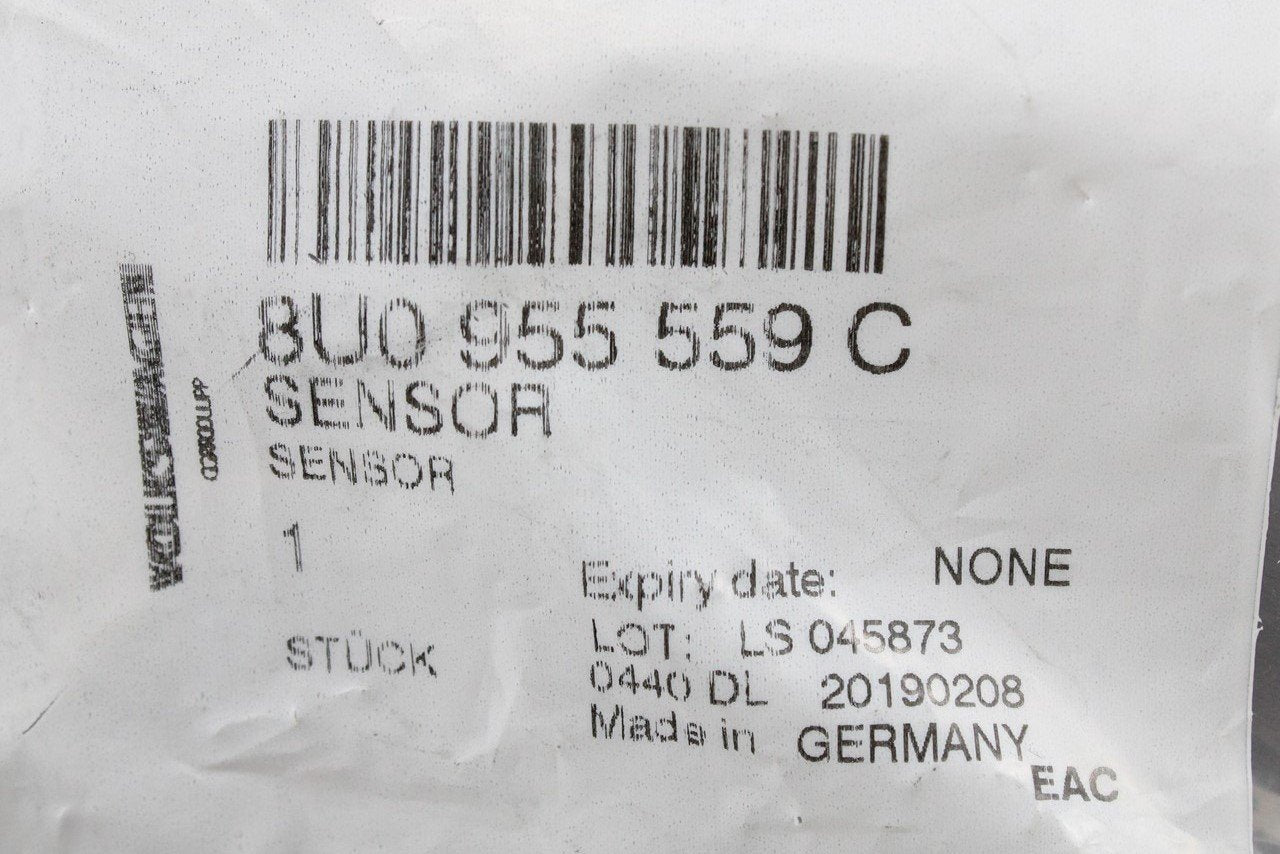 8U0 955 559 C
SENSOR
SENSOR
1
STÜCK
Expiry date: NONE
LOT: LS 045873
0440 DL 20190208
Made in GERMANY
EAC